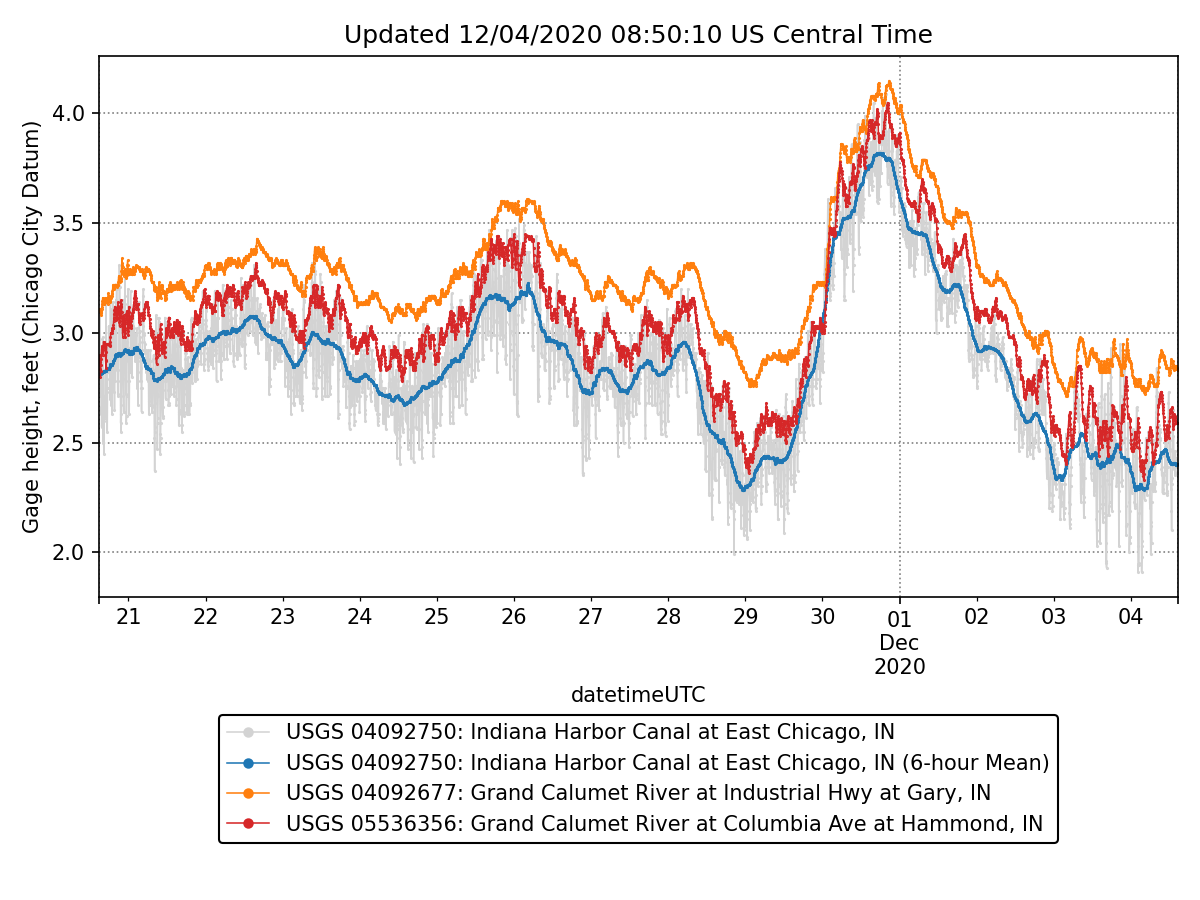 Updated 12/04/2020 08:50:10 US Central Time
Gage height, feet (Chicago City Datum)
4.0
3.5
3.0
2.5
2.0
21 22 23 24 25 26 27 28 29 30 01 02 03 04
Dec
2020
datetimeUTC
USGS 04092750: Indiana Harbor Canal at East Chicago, IN
USGS 04092750: Indiana Harbor Canal at East Chicago, IN (6-hour Mean)
USGS 04092677: Grand Calumet River at Industrial Hwy at Gary, IN
USGS 05536356: Grand Calumet River at Columbia Ave at Hammond, IN